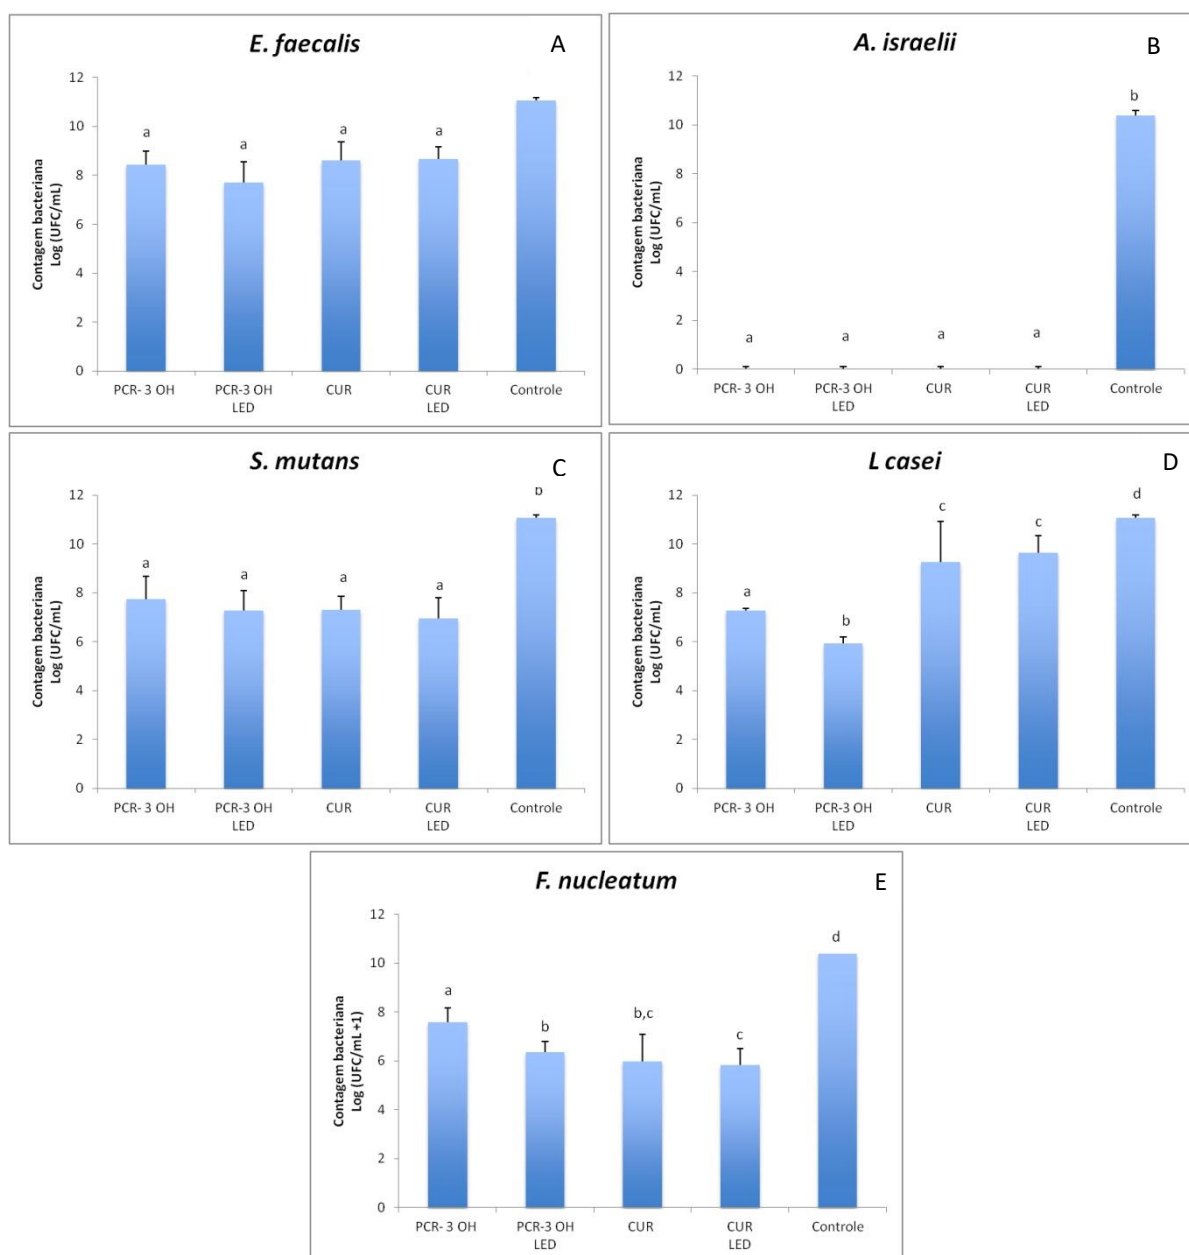 E. faecalis
A
Contagem bacteriana
Log (UFC/mL)
12
10
8
6
4
2
0
a
a
a
a
PCR- 3 OH
PCR-3 OH
LED
CUR
CUR
LED
Controle
A. israelii
B
Contagem bacteriana
Log (UFC/mL)
12
10
8
6
4
2
0
a
a
a
a
b
PCR- 3 OH
PCR-3 OH
LED
CUR
CUR
LED
Controle
S. mutans
C
Contagem bacteriana
Log (UFC/mL)
12
10
8
6
4
2
0
a
a
a
a
b
PCR- 3 OH
PCR-3 OH
LED
CUR
CUR
LED
Controle
L casei
D
Contagem bacteriana
Log (UFC/mL)
12
10
8
6
4
2
0
a
b
c
c
d
PCR- 3 OH
PCR-3 OH
LED
CUR
CUR
LED
Controle
F. nucleatum
E
Contagem bacteriana
Log (UFC/mL +1)
12
10
8
6
4
2
0
a
b
b,c
c
d
PCR- 3 OH
PCR-3 OH
LED
CUR
CUR
LED
Controle